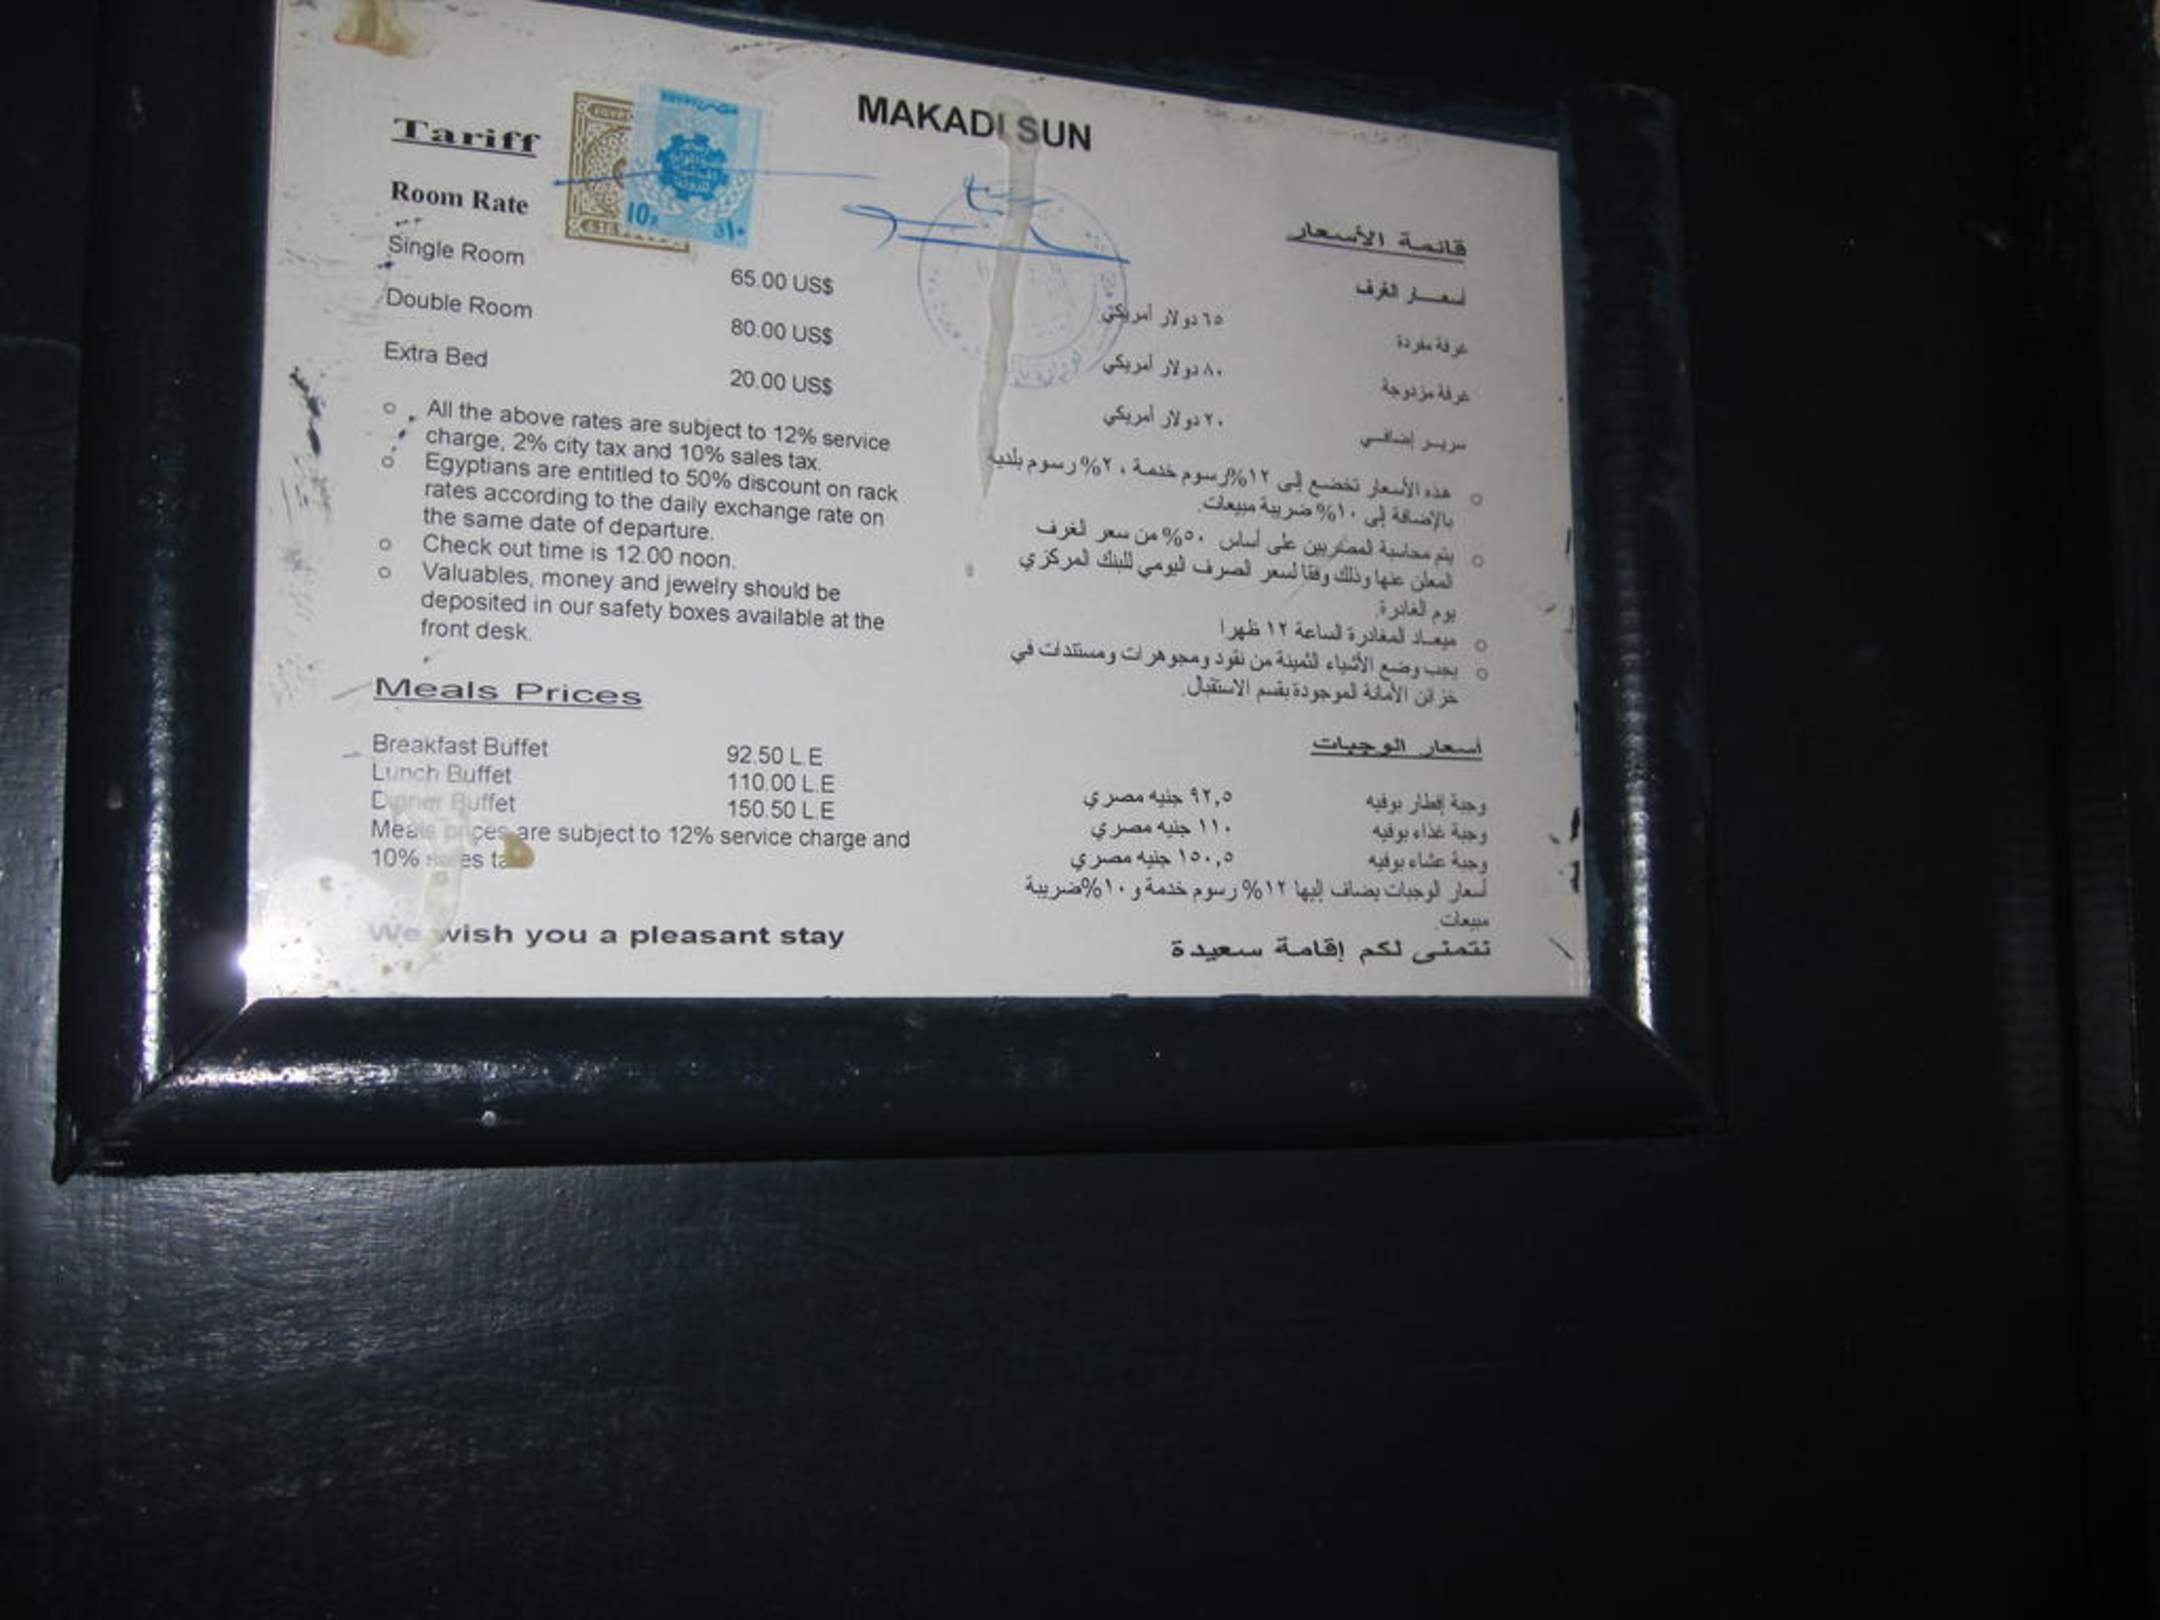 MAKADI SUN
Tariff
Room Rate
Single Room 65.00 US$
Double Room 80.00 US$
Extra Bed 20.00 US$
All the above rates are subject to 12% service
charge, 2% city tax and 10% sales tax.
Egyptians are entitled to 50% discount on rack
rates according to the daily exchange rate on
the same date of departure.
Check out time is 12.00 noon.
Valuables, money and jewelry should be
deposited in our safety boxes available at the
front desk.
Meals Prices
Breakfast Buffet 92.50 L.E
Lunch Buffet 110.00 L.E
Dinner Buffet 150.50 L.E
Meals prices are subject to 12% service charge and
10% sales tax
We wish you a pleasant stay
قائمة الأسعار
أسعار الغرف
غرفة مفردة ٦٥ دولار أمريكي
غرفة مزدوجة ٨٠ دولار أمريكي
سرير إضافي ٢٠ دولار أمريكي
هذه الأسعار تخضع إلى ١٢% رسوم خدمة ، ٢% رسوم بلدية
بالإضافة إلى ١٠% ضريبة مبيعات.
يتم محاسبة المصريين على أساس ٥٠% من سعر الغرف
المعلن عنها وذلك وفقا لسعر الصرف اليومي للبنك المركزي
يوم الغادرة.
ميعاد المغادرة الساعة ١٢ ظهرا
يجب وضع الأشياء الثمينة من نقود ومجوهرات ومستندات في
خزائن الأمانة الموجودة بقسم الاستقبال.
أسعار الوجبات
وجبة إفطار بوفيه ٩٢,٥ جنيه مصري
وجبة غذاء بوفيه ١١٠ جنيه مصري
وجبة عشاء بوفيه ١٥٠,٥ جنيه مصري
أسعار الوجبات يضاف إليها ١٢% رسوم خدمة و ١٠% ضريبة
مبيعات.
نتمنى لكم إقامة سعيدة
10P ١٠